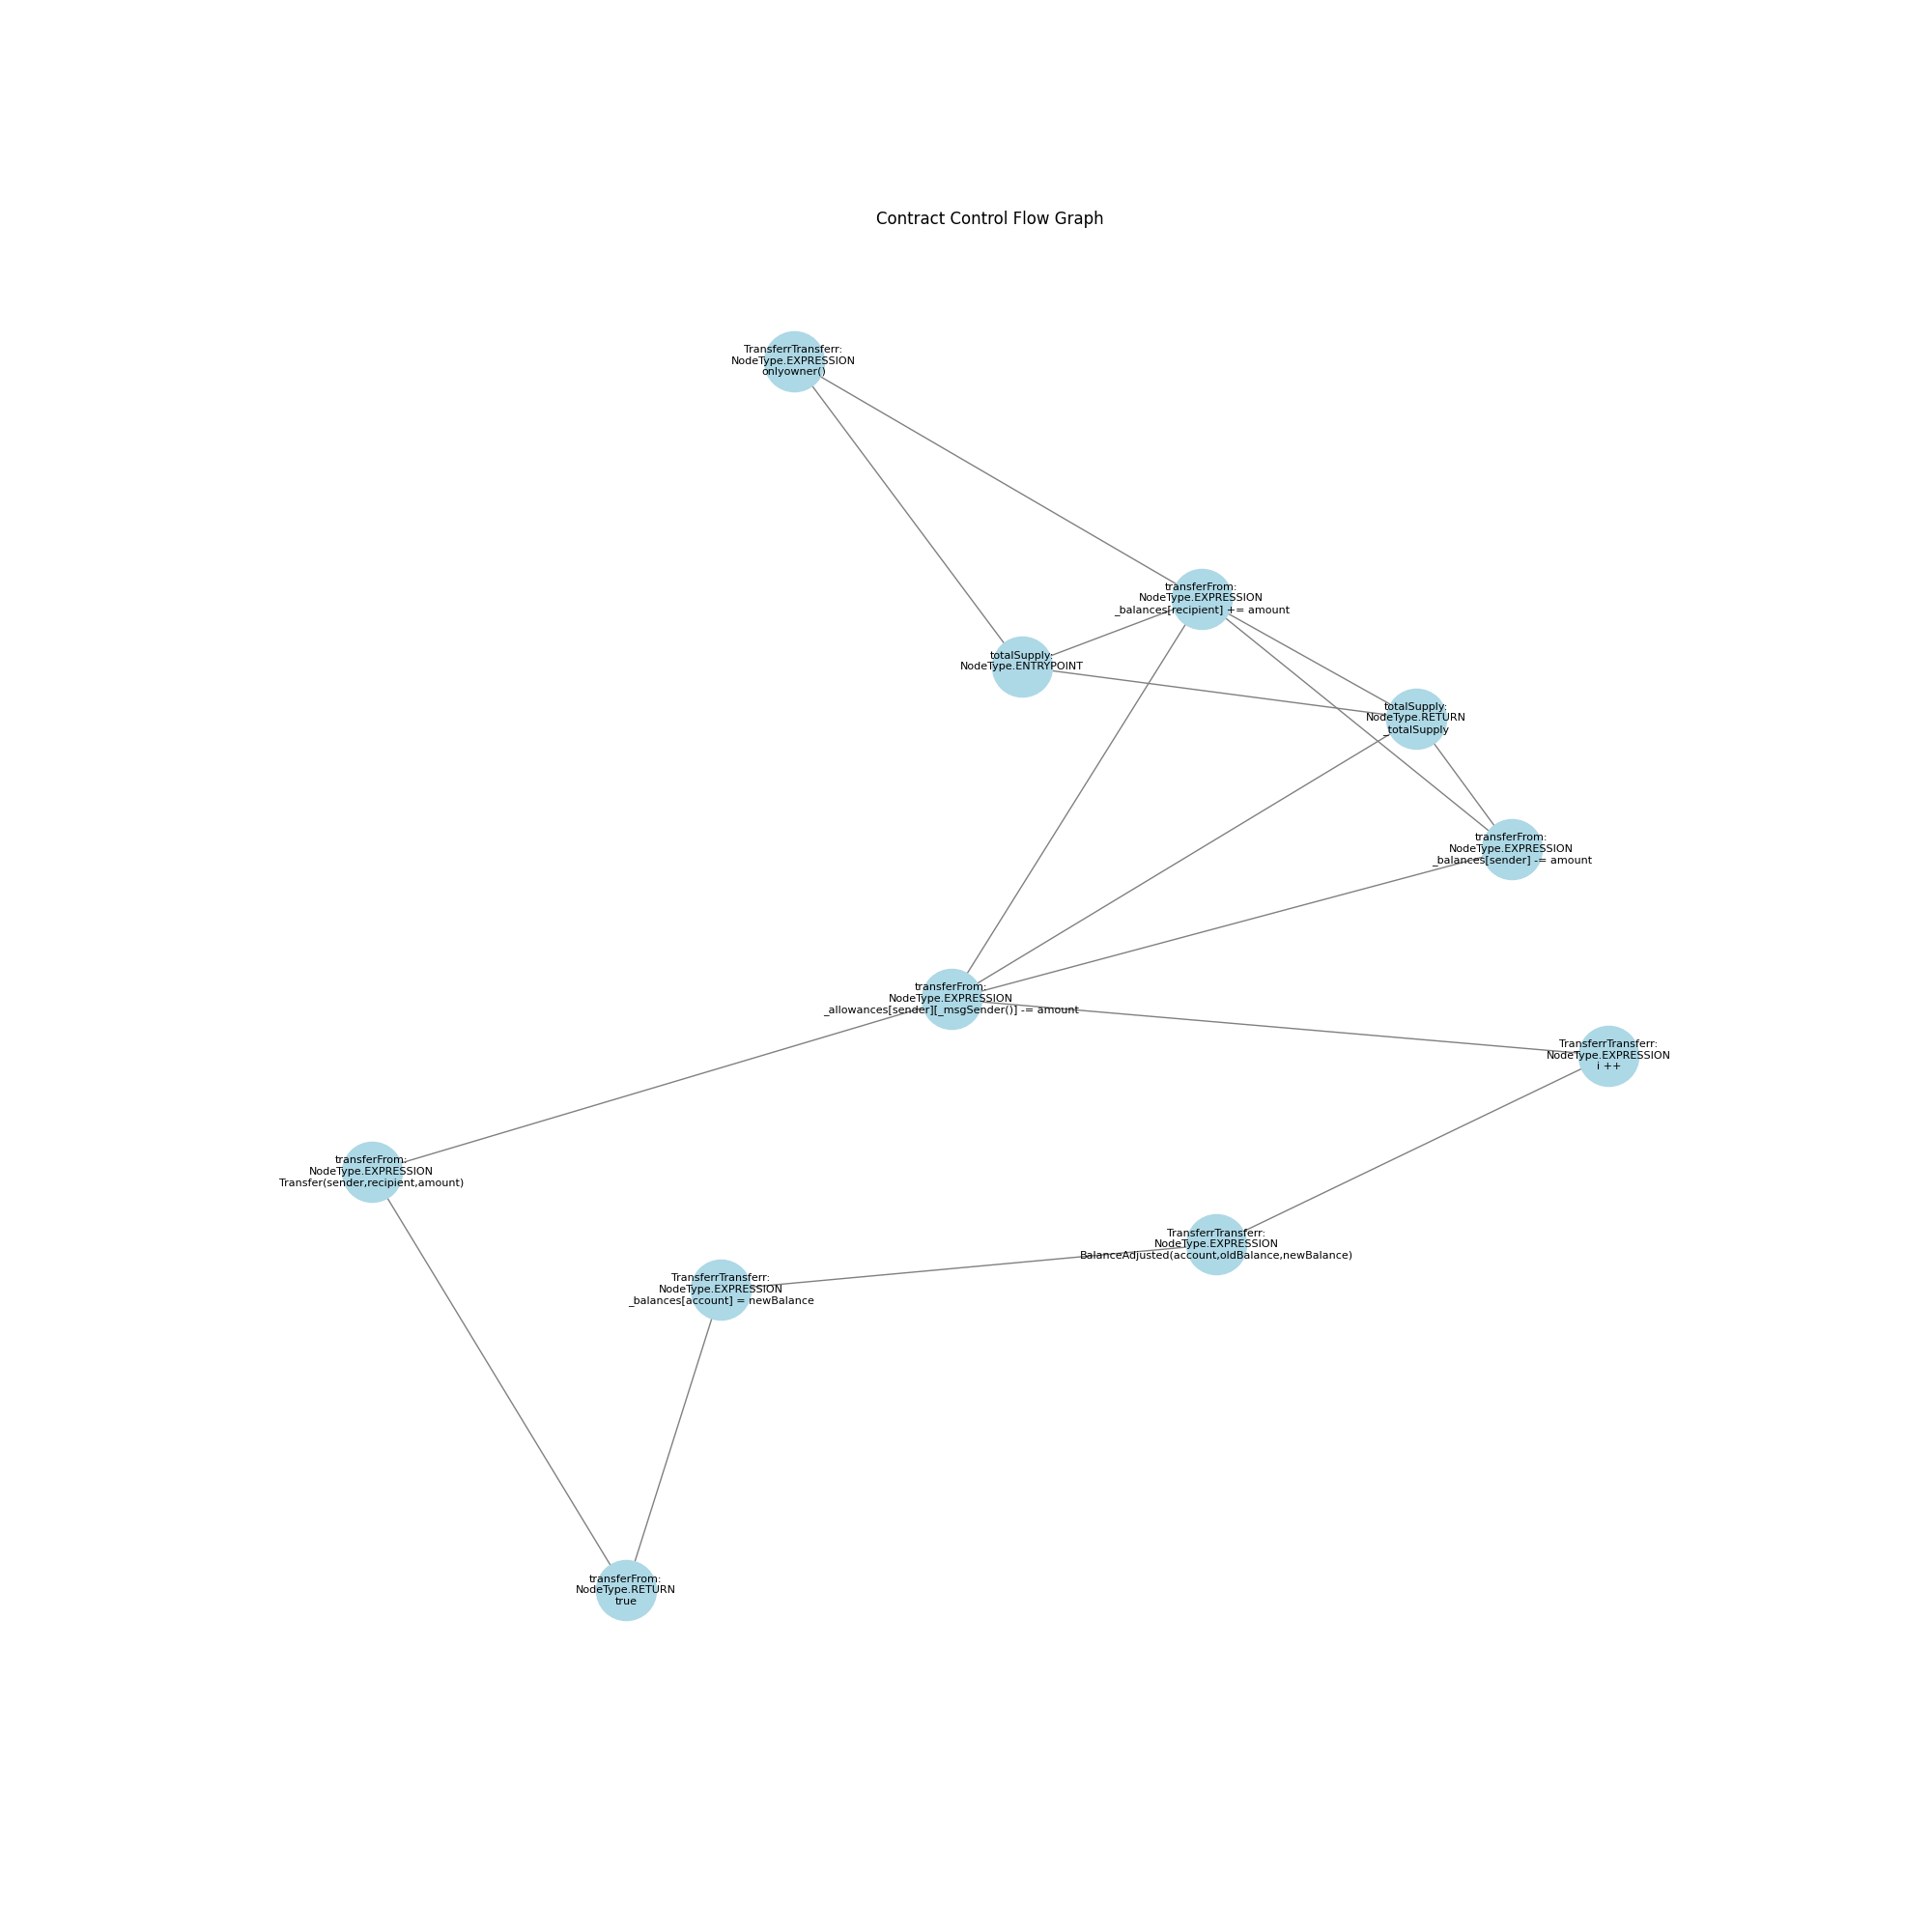 Contract Control Flow Graph
TransferrTransferr:
NodeType.EXPRESSION
onlyowner()
transferFrom:
NodeType.EXPRESSION
_balances[recipient] += amount
totalSupply:
NodeType.ENTRYPOINT
totalSupply:
NodeType.RETURN
_totalSupply
transferFrom:
NodeType.EXPRESSION
_balances[sender] -= amount
transferFrom:
NodeType.EXPRESSION
_allowances[sender][_msgSender()] -= amount
TransferrTransferr:
NodeType.EXPRESSION
i ++
transferFrom:
NodeType.EXPRESSION
Transfer(sender,recipient,amount)
TransferrTransferr:
NodeType.EXPRESSION
BalanceAdjusted(account,oldBalance,newBalance)
TransferrTransferr:
NodeType.EXPRESSION
_balances[account] = newBalance
transferFrom:
NodeType.RETURN
true